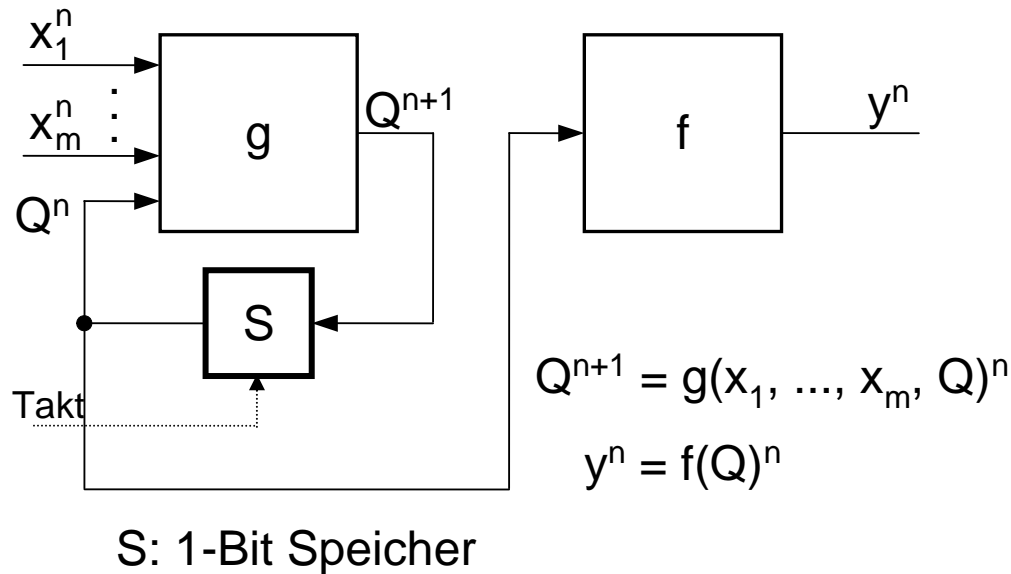 x₁ⁿ
⋮
xₘⁿ
Qⁿ
g
Qⁿ⁺¹
f
yⁿ
S
Takt
Qⁿ⁺¹ = g(x₁, ..., xₘ, Q)ⁿ
yⁿ = f(Q)ⁿ
S: 1-Bit Speicher